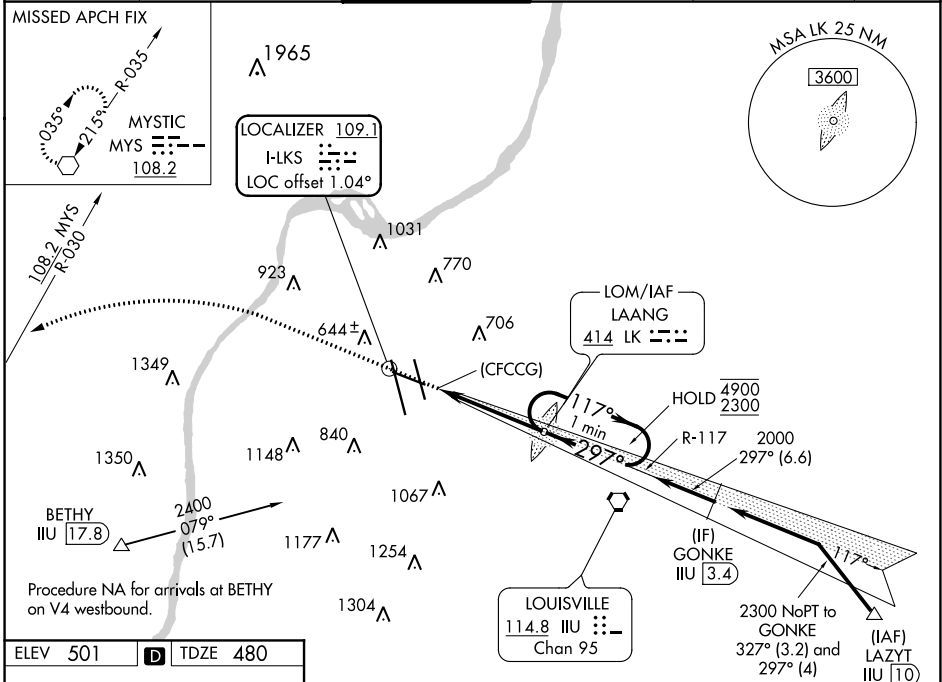 MISSED APCH FIX
R-035
035°
215°
MYSTIC
MYS
108.2
1965
LOCALIZER 109.1
I-LKS
LOC offset 1.04°
MSA LK 25 NM
3600
108.2 MYS
R-030
1031
923
770
644±
706
1349
(CFCCG)
LOM/IAF
LAANG
414 LK
HOLD 4900
2300
117°
1 min
297°
R-117
2000
297° (6.6)
1350
1148
840
1067
1177
1254
1304
BETHY
IIU 17.8
2400
079°
(15.7)
Procedure NA for arrivals at BETHY
on V4 westbound.
(IF)
GONKE
IIU 3.4
117°
LOUISVILLE
114.8 IIU
Chan 95
2300 NoPT to
GONKE
327° (3.2) and
297° (4)
(IAF)
LAZYT
IIU 10
ELEV 501 D TDZE 480